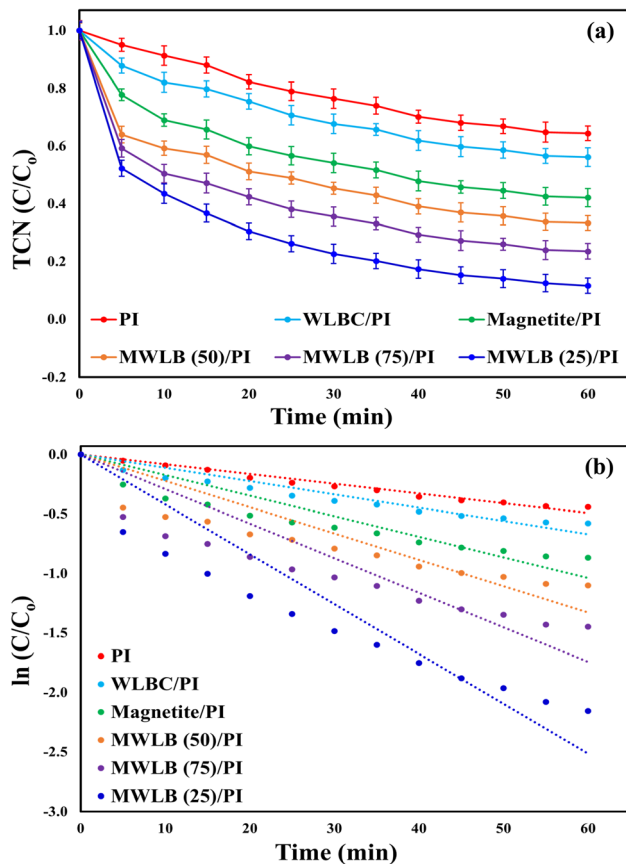 (a)
1.0
0.8
0.6
0.4
0.2
0.0
-0.2
TCN (C/C₀)
PI WLBC/PI Magnetite/PI
MWLB (50)/PI MWLB (75)/PI MWLB (25)/PI
0 10 20 30 40 50 60
Time (min)
(b)
0.0
-0.5
-1.0
-1.5
-2.0
-2.5
-3.0
ln (C/C₀)
PI
WLBC/PI
Magnetite/PI
MWLB (50)/PI
MWLB (75)/PI
MWLB (25)/PI
0 10 20 30 40 50 60
Time (min)